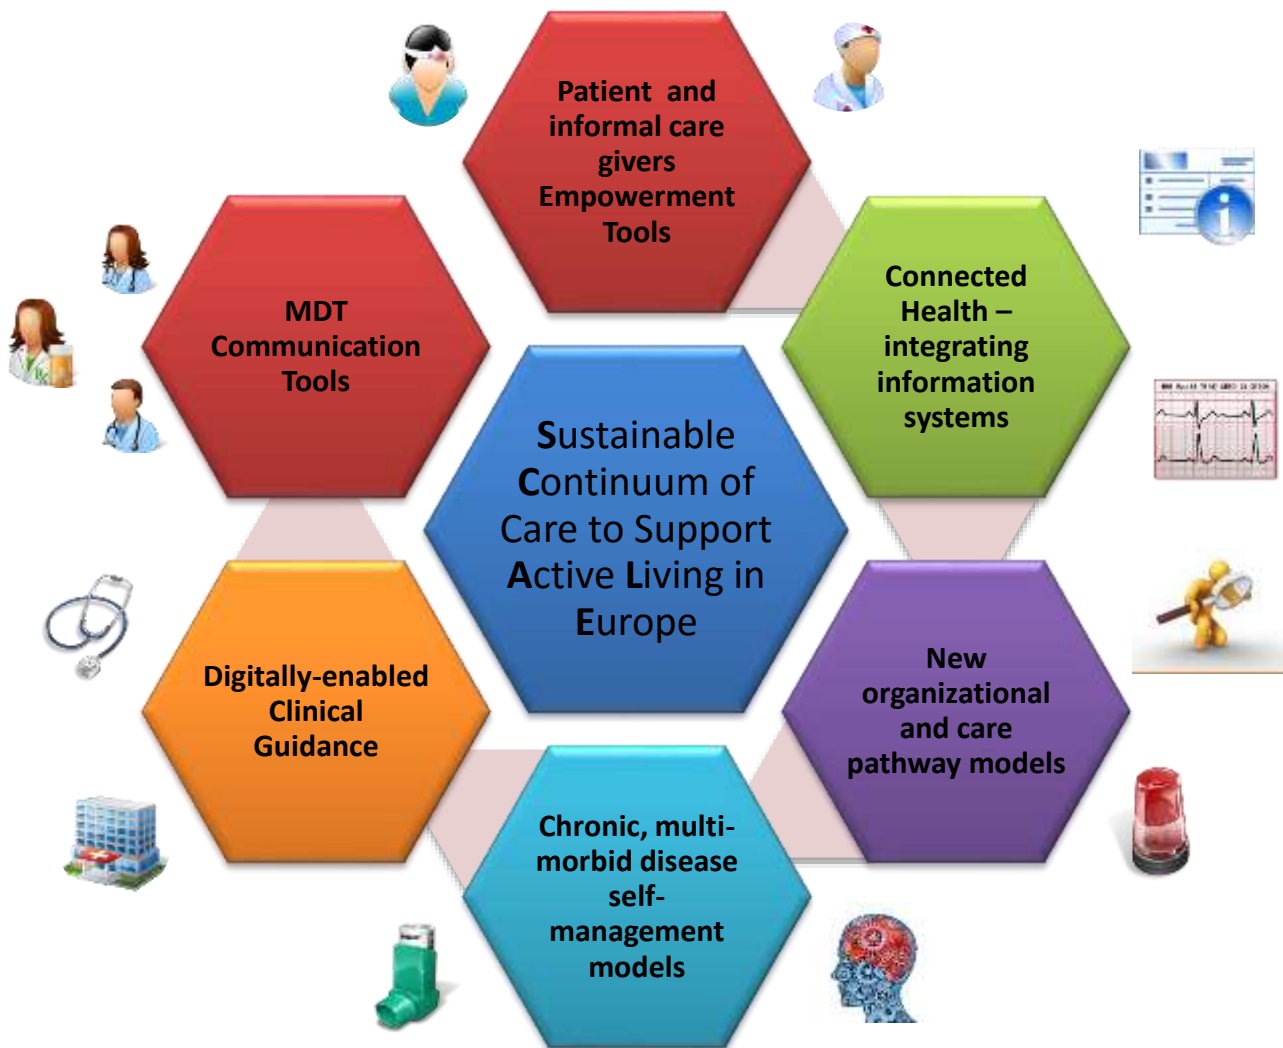 Patient and
informal care
givers
Empowerment
Tools
MDT
Communication
Tools
Connected
Health –
integrating
information
systems
Sustainable
Continuum of
Care to Support
Active Living in
Europe
Digitally-enabled
Clinical
Guidance
New
organizational
and care
pathway models
Chronic, multi-
morbid disease
self-
management
models